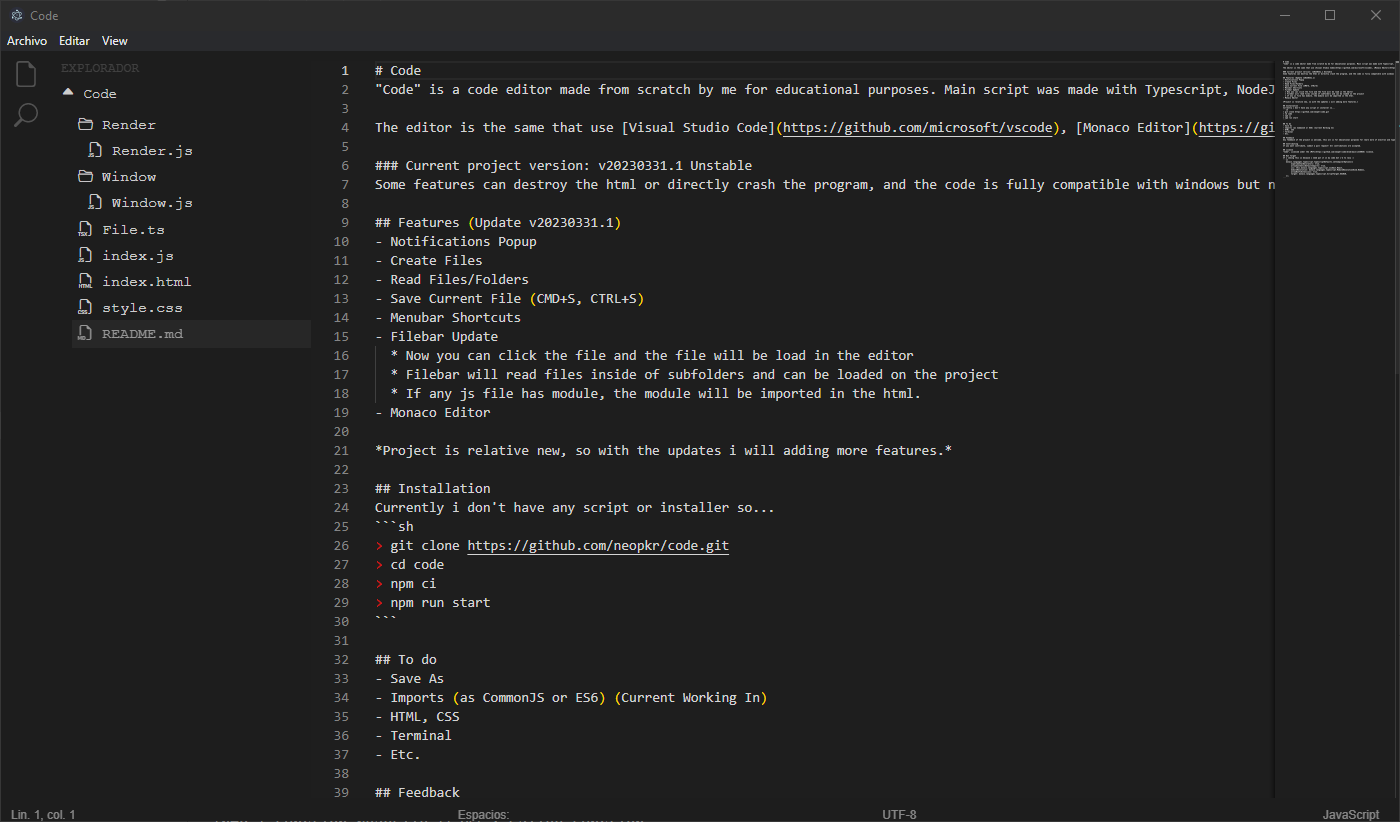 Code
Archivo Editar View
EXPLORADOR
Code
Render
Render.js
Window
Window.js
File.ts
index.js
index.html
style.css
README.md
1 # Code
2 "Code" is a code editor made from scratch by me for educational purposes. Main script was made with Typescript, NodeJ
3
4 The editor is the same that use [Visual Studio Code](https://github.com/microsoft/vscode), [Monaco Editor](https://gi
5
6 ### Current project version: v20230331.1 Unstable
7 Some features can destroy the html or directly crash the program, and the code is fully compatible with windows but n
8
9 ## Features (Update v20230331.1)
10 - Notifications Popup
11 - Create Files
12 - Read Files/Folders
13 - Save Current File (CMD+S, CTRL+S)
14 - Menubar Shortcuts
15 - Filebar Update
16 * Now you can click the file and the file will be load in the editor
17 * Filebar will read files inside of subfolders and can be loaded on the project
18 * If any js file has module, the module will be imported in the html.
19 - Monaco Editor
20
21 *Project is relative new, so with the updates i will adding more features.*
22
23 ## Installation
24 Currently i don't have any script or installer so...
25 ```sh
26 > git clone https://github.com/neopkr/code.git
27 > cd code
28 > npm ci
29 > npm run start
30 ```
31
32 ## To do
33 - Save As
34 - Imports (as CommonJS or ES6) (Current Working In)
35 - HTML, CSS
36 - Terminal
37 - Etc.
38
39 ## Feedback
Lin. 1, col. 1 Espacios: UTF-8 JavaScript